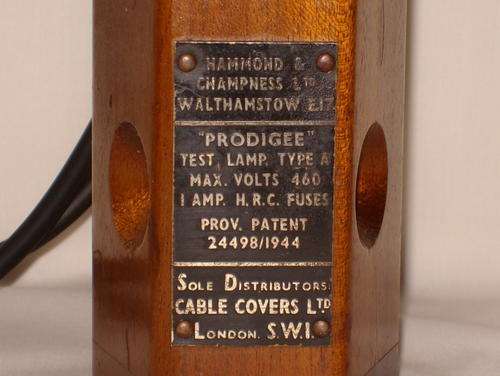 HAMMOND &
CHAMPNESS LTD
WALTHAMSTOW E.17
"PRODIGEE"
TEST LAMP. TYPE A
MAX. VOLTS 460
1 AMP. H.R.C. FUSES
PROV. PATENT
24498/1944
SOLE DISTRIBUTORS
CABLE COVERS LTD
LONDON. S.W.1.